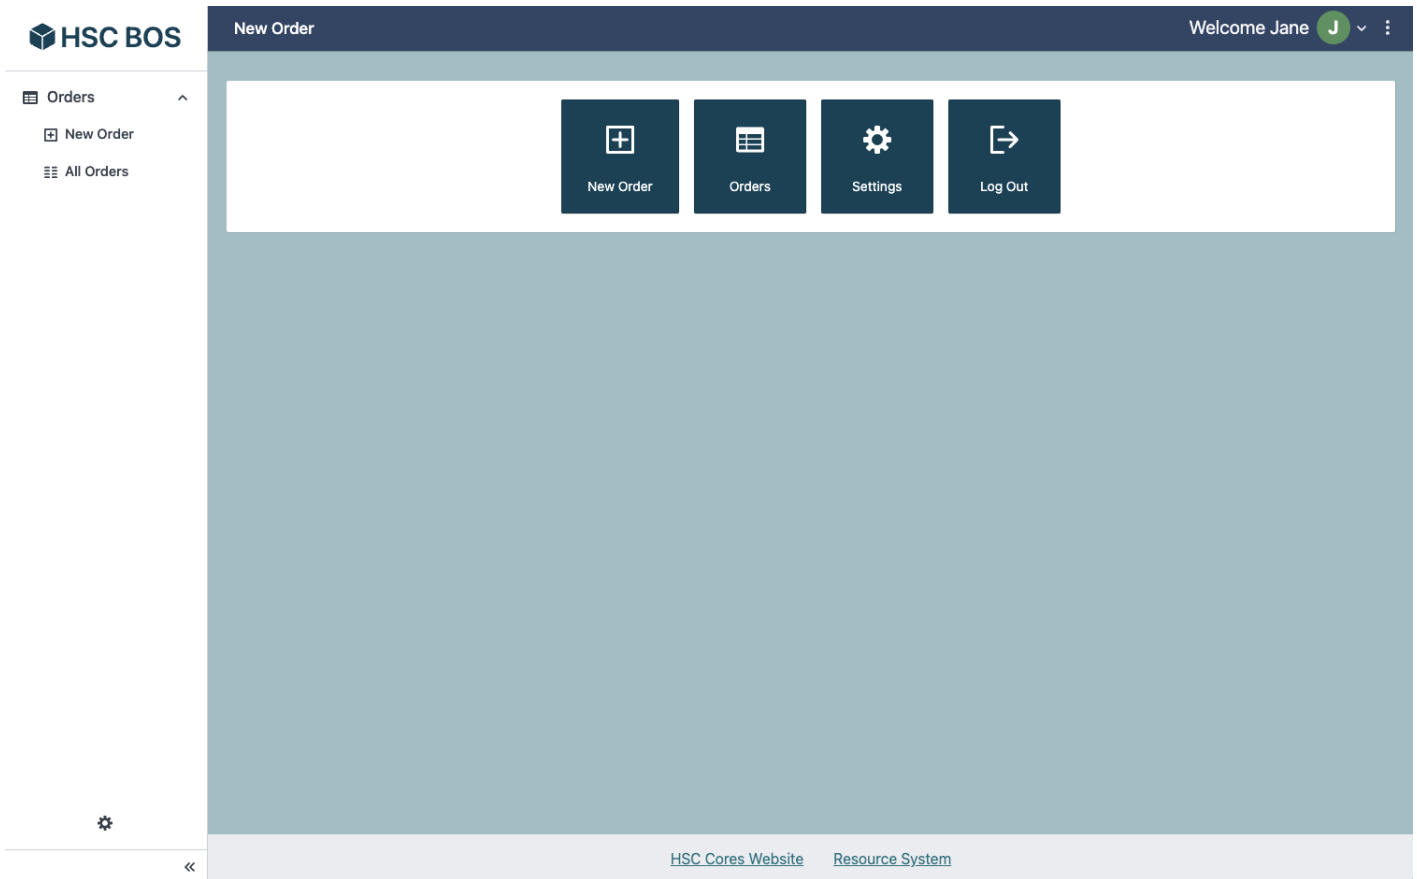 HSC BOS
New Order
Welcome Jane J
Orders
New Order
All Orders
New Order
Orders
Settings
Log Out
HSC Cores Website
Resource System